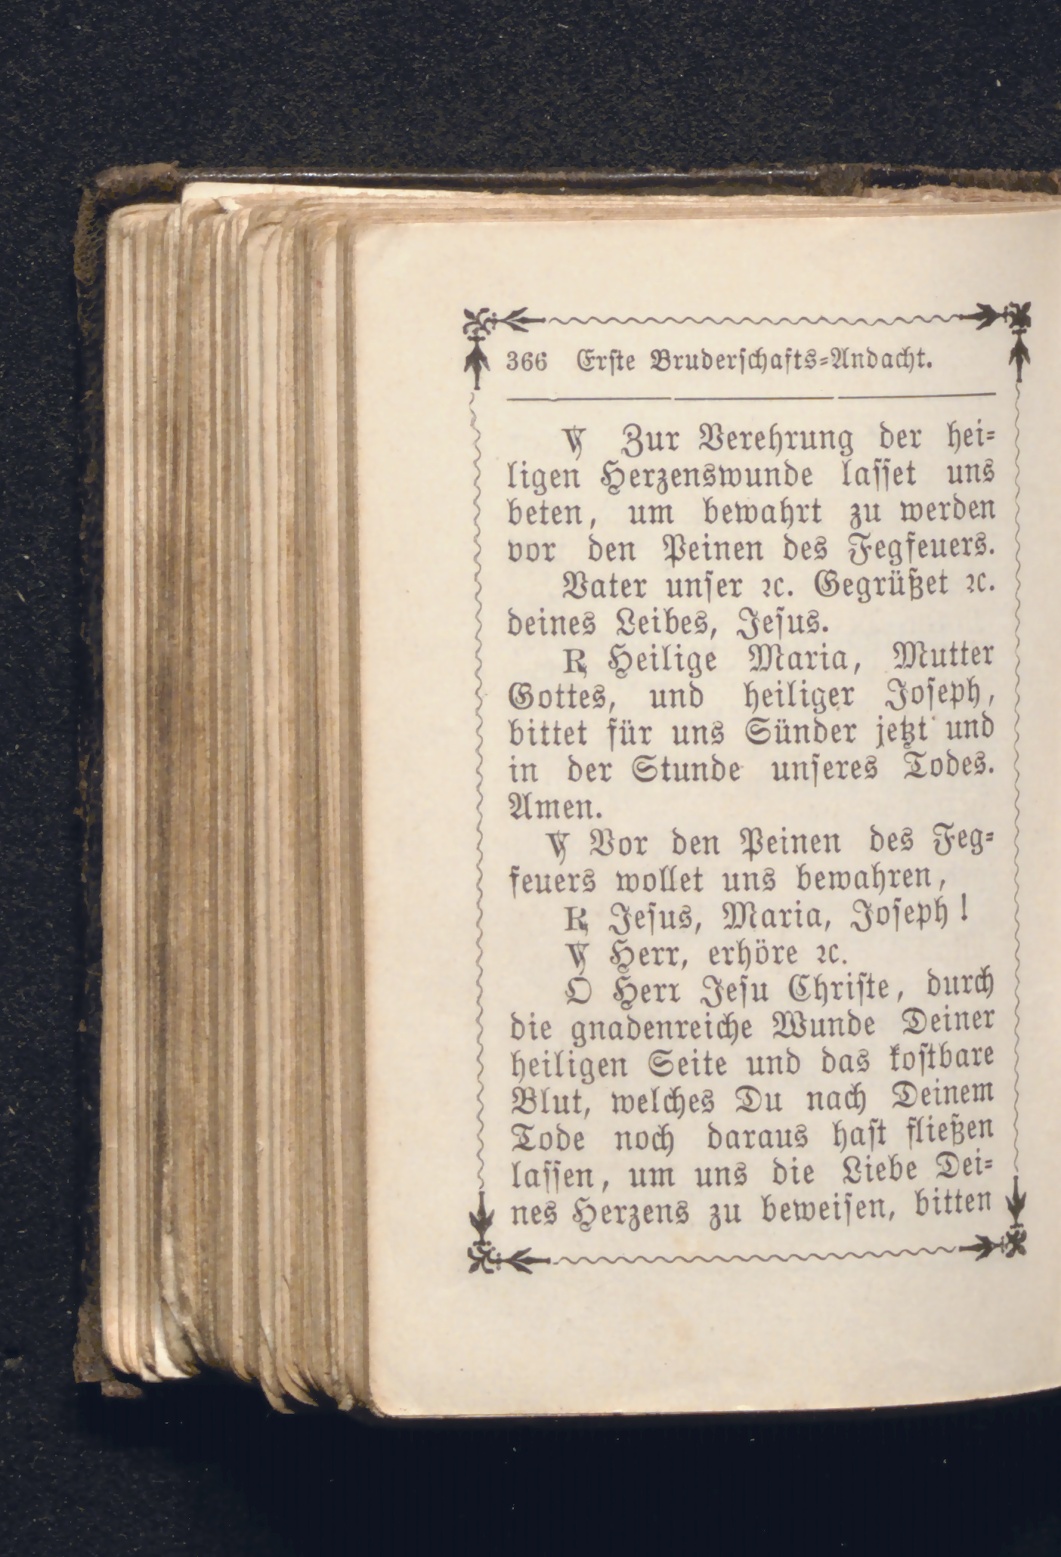 366 Erſte Bruderſchafts=Andacht.
℣ Zur Verehrung der hei=
ligen Herzenswunde laſſet uns
beten, um bewahrt zu werden
vor den Peinen des Fegfeuers.
Vater unſer ꝛc. Gegrüßet ꝛc.
deines Leibes, Jeſus.
℟ Heilige Maria, Mutter
Gottes, und heiliger Joſeph,
bittet für uns Sünder jetzt und
in der Stunde unſeres Todes.
Amen.
℣ Vor den Peinen des Feg=
feuers wollet uns bewahren,
℟ Jeſus, Maria, Joſeph!
℣ Herr, erhöre ꝛc.
O Herr Jeſu Chriſte, durch
die gnadenreiche Wunde Deiner
heiligen Seite und das koſtbare
Blut, welches Du nach Deinem
Tode noch daraus haſt fließen
laſſen, um uns die Liebe Dei=
nes Herzens zu beweiſen, bitten